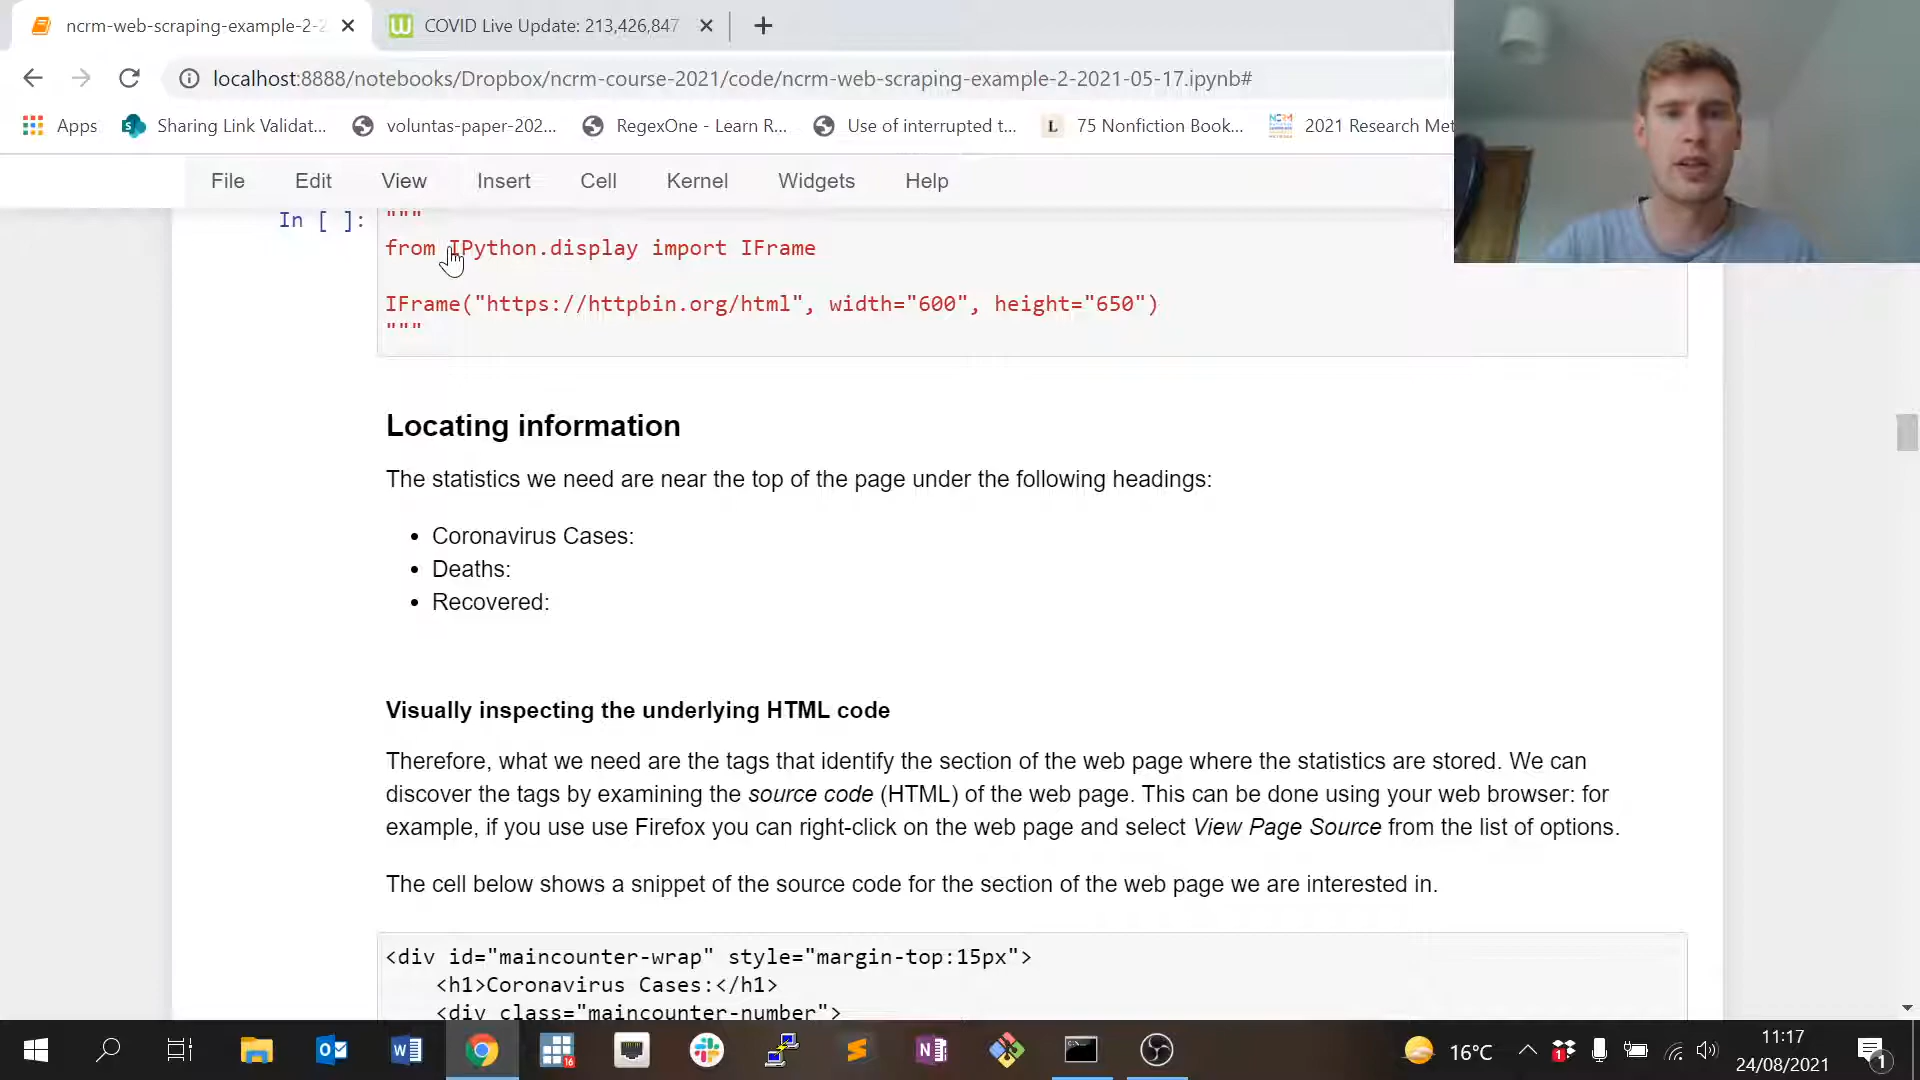 ncrm-web-scraping-example-2-2
COVID Live Update: 213,426,847
localhost:8888/notebooks/Dropbox/ncrm-course-2021/code/ncrm-web-scraping-example-2-2021-05-17.ipynb#
Apps
Sharing Link Validat...
voluntas-paper-202...
RegexOne - Learn R...
Use of interrupted t...
L
75 Nonfiction Book...
2021 Research Met
File Edit View Insert Cell Kernel Widgets Help
In [ ]:
"""
from IPython.display import IFrame
IFrame("https://httpbin.org/html", width="600", height="650")
"""
Locating information
The statistics we need are near the top of the page under the following headings:
• Coronavirus Cases:
• Deaths:
• Recovered:
Visually inspecting the underlying HTML code
Therefore, what we need are the tags that identify the section of the web page where the statistics are stored. We can
discover the tags by examining the source code (HTML) of the web page. This can be done using your web browser: for
example, if you use use Firefox you can right-click on the web page and select View Page Source from the list of options.
The cell below shows a snippet of the source code for the section of the web page we are interested in.
<div id="maincounter-wrap" style="margin-top:15px">
<h1>Coronavirus Cases:</h1>
<div class="maincounter-number">
16°C
11:17
24/08/2021